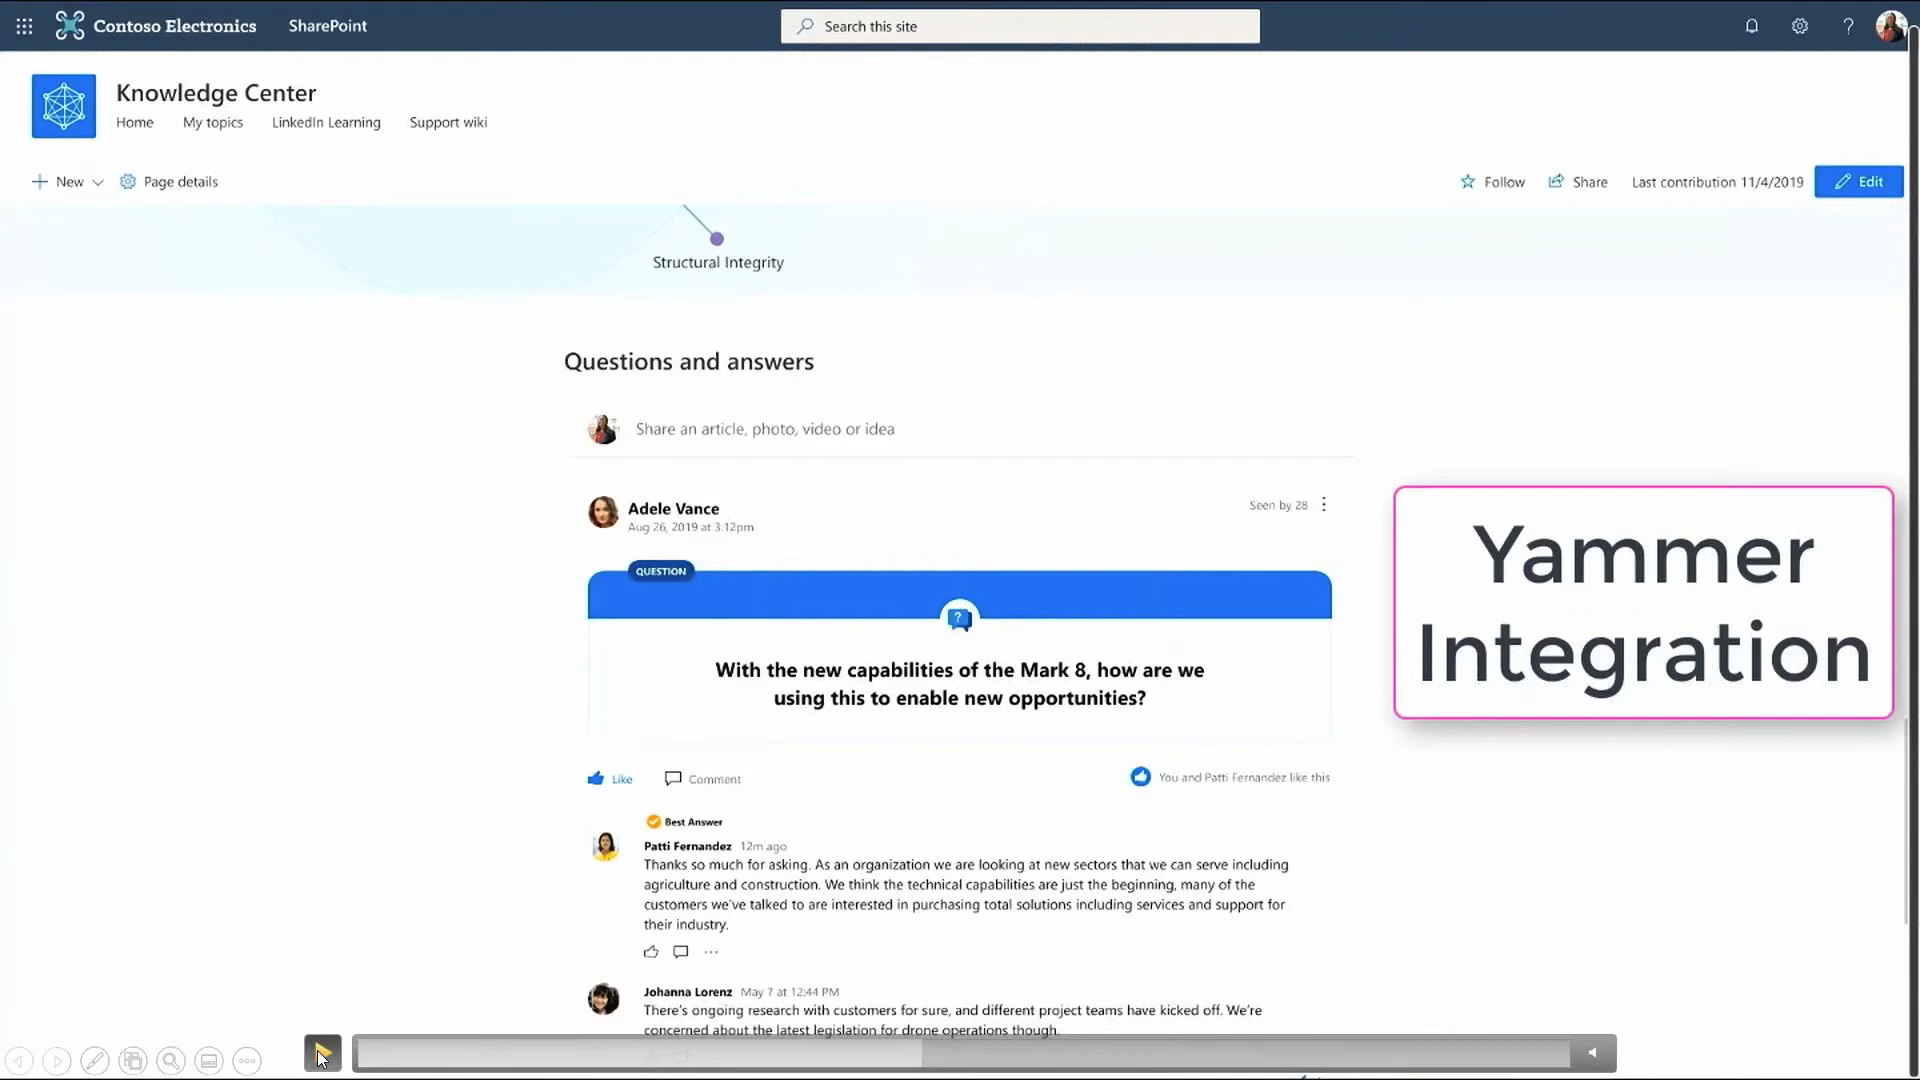 Contoso Electronics SharePoint Search this site ?
Knowledge Center
Home My topics LinkedIn Learning Support wiki
New Page details Follow Share Last contribution 11/4/2019 Edit
Structural Integrity
Questions and answers
Share an article, photo, video or idea
Adele Vance Seen by 28
Aug 26, 2019 at 3:12pm
QUESTION
?
With the new capabilities of the Mark 8, how are we
using this to enable new opportunities?
Yammer
Integration
Like Comment You and Patti Fernandez like this
Best Answer
Patti Fernandez 12m ago
Thanks so much for asking. As an organization we are looking at new sectors that we can serve including
agriculture and construction. We think the technical capabilities are just the beginning, many of the
customers we've talked to are interested in purchasing total solutions including services and support for
their industry.
Johanna Lorenz May 7 at 12:44 PM
There's ongoing research with customers for sure, and different project teams have kicked off. We're
concerned about the latest legislation for drone operations though.